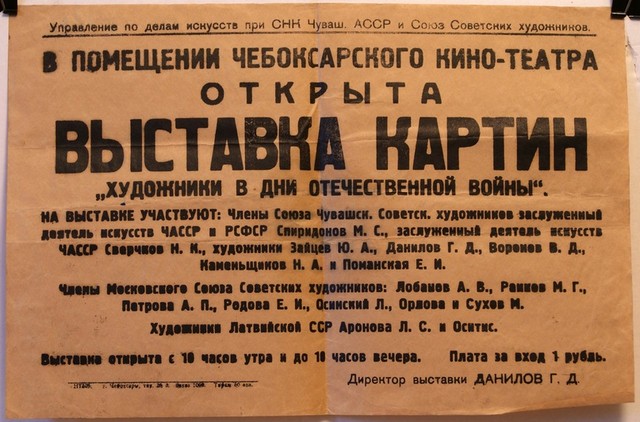 Управление по делам искусств при СНК Чуваш. АССР и Союз Советских художников.
В ПОМЕЩЕНИИ ЧЕБОКСАРСКОГО КИНО-ТЕАТРА
ОТКРЫТА
ВЫСТАВКА КАРТИН
„ХУДОЖНИКИ В ДНИ ОТЕЧЕСТВЕННОЙ ВОЙНЫ“.
НА ВЫСТАВКЕ УЧАСТВУЮТ: Члены Союза Чувашск. Советск. художников заслуженный
деятель искусств ЧАССР и РСФСР Спиридонов М. С., заслуженный деятель искусств
ЧАССР Сверчков Н. К., художники Зайцев Ю. А., Данилов Г. Д., Воронов В. Д.,
Каменьщиков Н. А. и Поманская Е. И.
Члены Московского Союза Советских художников: Лобанов А. В., Раннов М. Г.,
Петрова А. П., Родова Е. И., Осинский Л., Орлова и Сухов М.
Художники Латвийской ССР Аронова Л. С. и Оситис.
Выставка открыта с 10 часов утра и до 10 часов вечера. Плата за вход 1 рубль.
г. Чебоксары, Тираж
Директор выставки ДАНИЛОВ Г. Д.